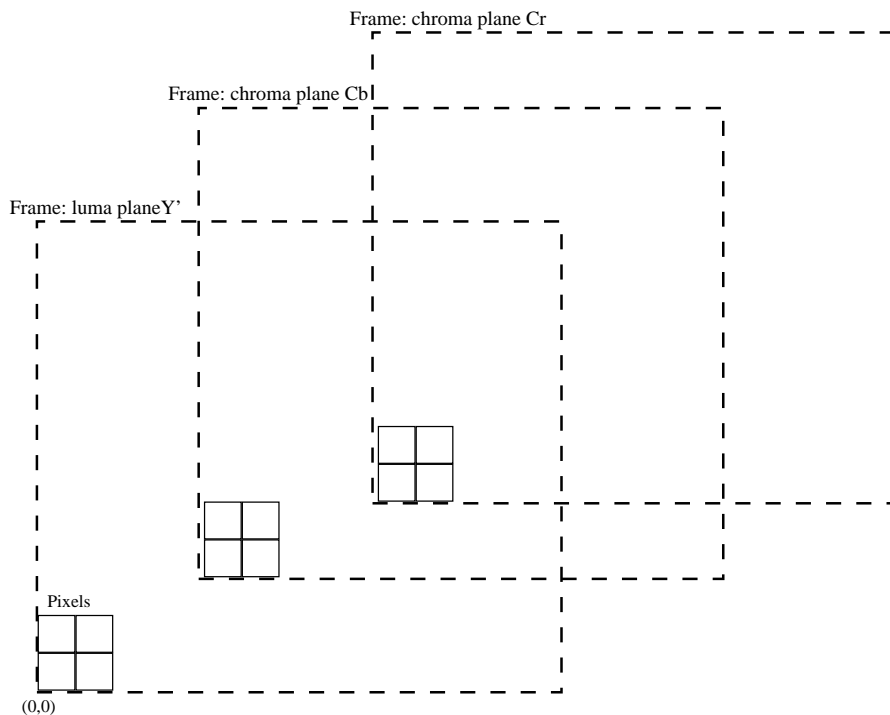 Frame: chroma plane Cr
Frame: chroma plane Cb
Frame: luma planeY’
Pixels
(0,0)